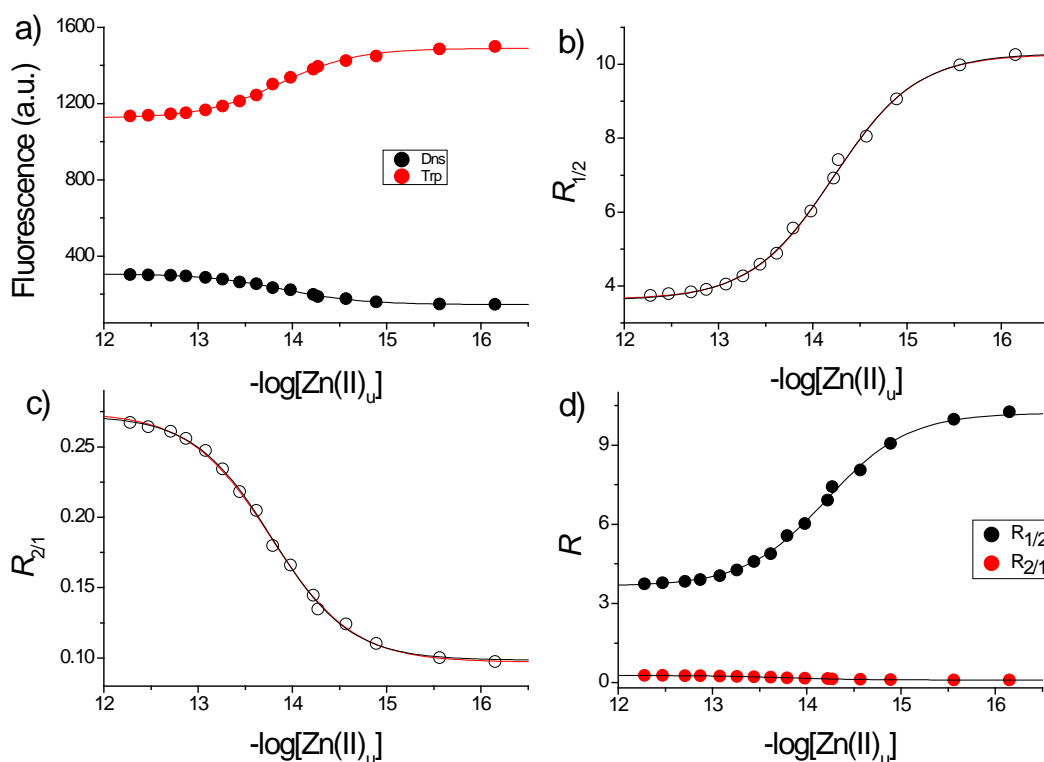 a)
1600
1200
800
400
Fluorescence (a.u.)
Dns
Trp
12 13 14 15 16
-log[Zn(II)u]
b)
10
8
6
4
R1/2
12 13 14 15 16
-log[Zn(II)u]
c)
0.25
0.20
0.15
0.10
R2/1
12 13 14 15 16
-log[Zn(II)u]
d)
9
6
3
0
R
R1/2
R2/1
12 13 14 15 16
-log[Zn(II)u]